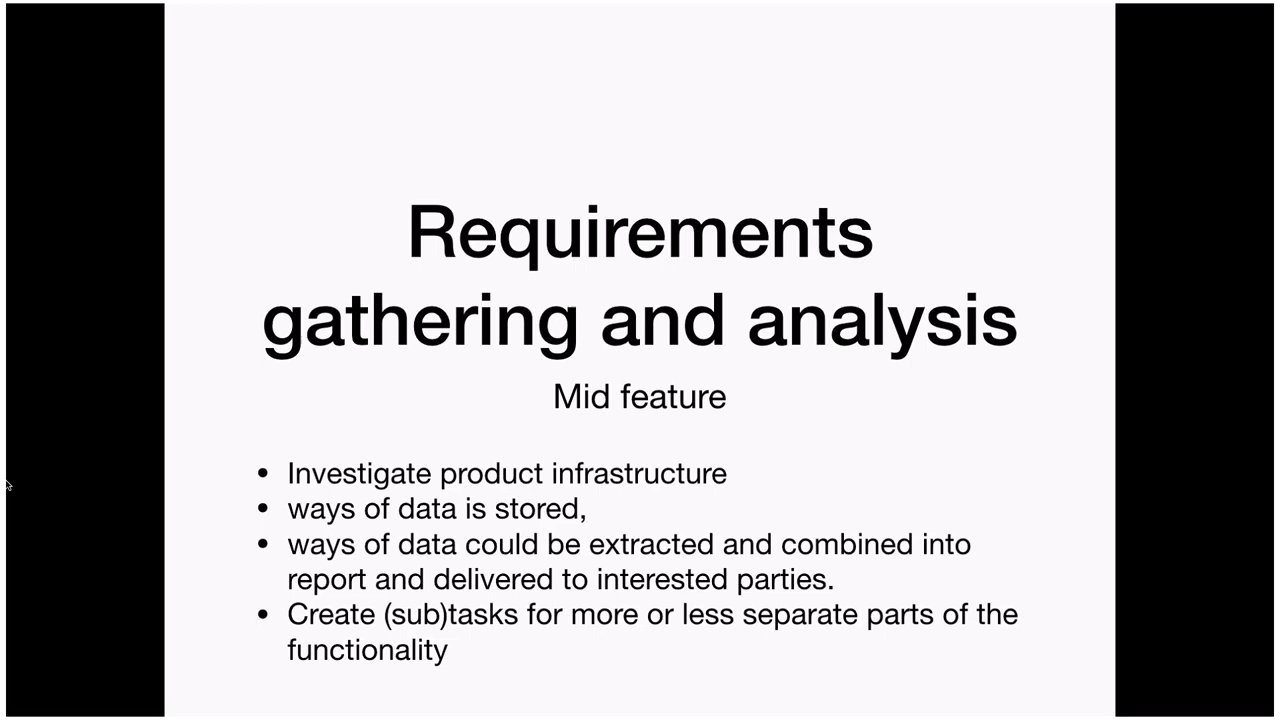 Requirements
gathering and analysis
Mid feature
• Investigate product infrastructure
• ways of data is stored,
• ways of data could be extracted and combined into
report and delivered to interested parties.
• Create (sub)tasks for more or less separate parts of the
functionality